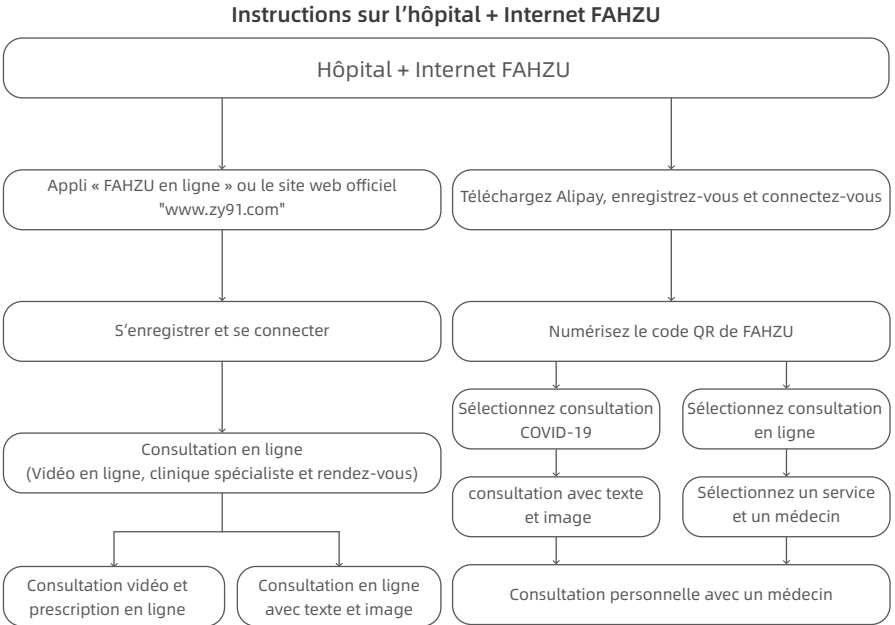 Instructions sur l’hôpital + Internet FAHZU
Hôpital + Internet FAHZU
Appli « FAHZU en ligne » ou le site web officiel
"www.zy91.com"
Téléchargez Alipay, enregistrez-vous et connectez-vous
S’enregistrer et se connecter
Numérisez le code QR de FAHZU
Sélectionnez consultation
COVID-19
Sélectionnez consultation
en ligne
Consultation en ligne
(Vidéo en ligne, clinique spécialiste et rendez-vous)
consultation avec texte
et image
Sélectionnez un service
et un médecin
Consultation vidéo et
prescription en ligne
Consultation en ligne
avec texte et image
Consultation personnelle avec un médecin